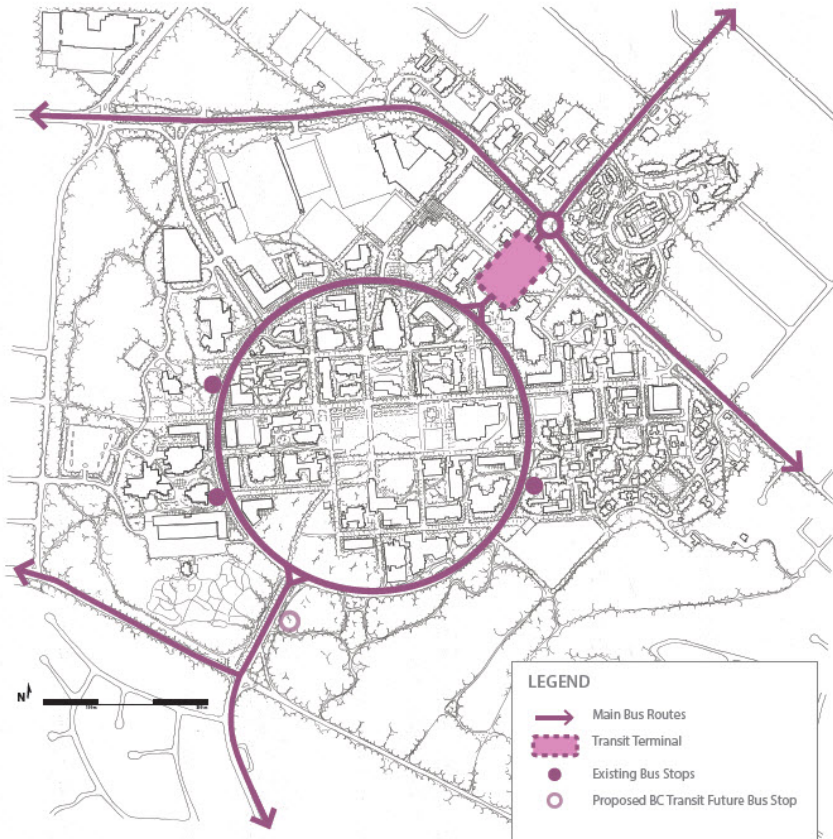 N
LEGEND
Main Bus Routes
Transit Terminal
Existing Bus Stops
Proposed BC Transit Future Bus Stop